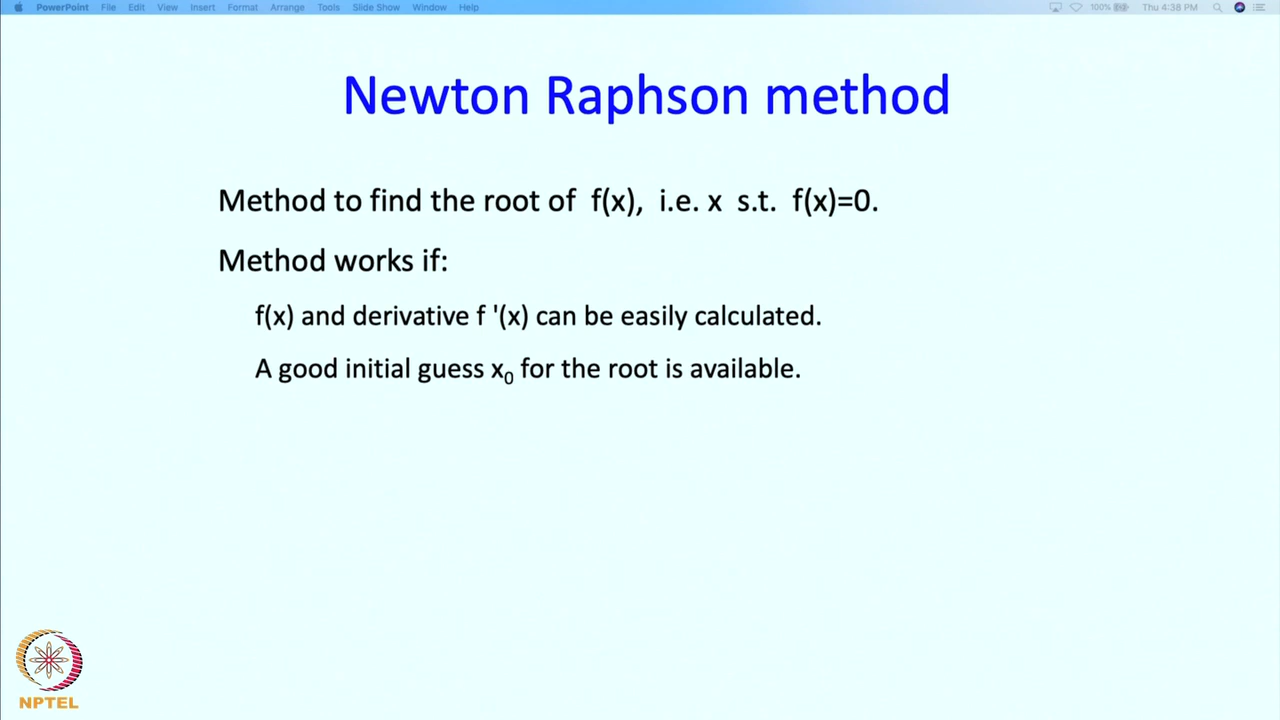 PowerPoint File Edit View Insert Format Arrange Tools Slide Show Window Help 100% Thu 4:38 PM
Newton Raphson method
Method to find the root of f(x), i.e. x s.t. f(x)=0.
Method works if:
f(x) and derivative f '(x) can be easily calculated.
A good initial guess x₀ for the root is available.
NPTEL